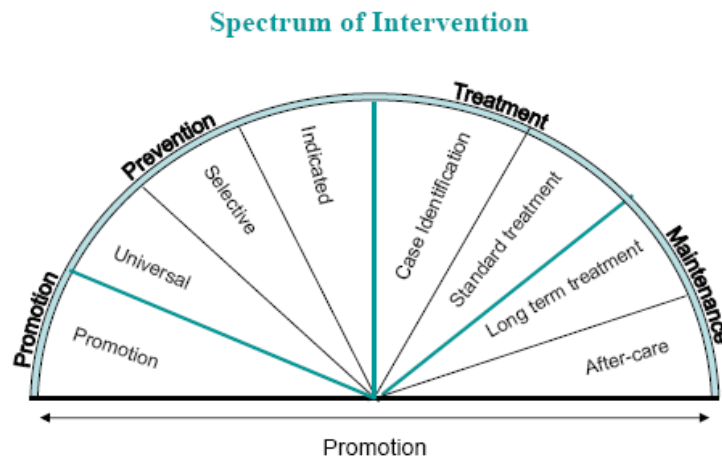 Spectrum of Intervention
Promotion
Prevention
Treatment
Maintenance
Promotion
Universal
Selective
Indicated
Case Identification
Standard treatment
Long term treatment
After-care
Promotion